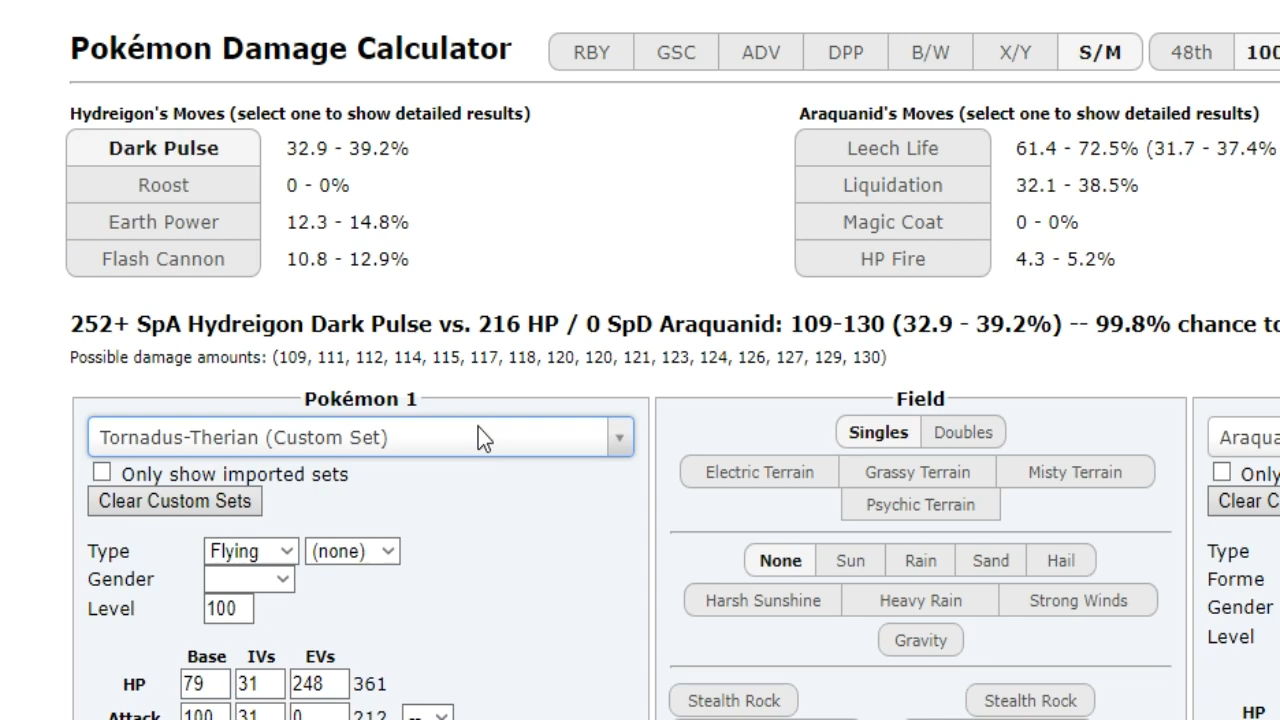 Pokémon Damage Calculator RBY GSC ADV DPP B/W X/Y S/M 48th
Hydreigon's Moves (select one to show detailed results) Araquanid's Moves (select one to show detailed results)
Dark Pulse 32.9 - 39.2% Leech Life 61.4 - 72.5% (31.7 - 37.4%
Roost 0 - 0% Liquidation 32.1 - 38.5%
Earth Power 12.3 - 14.8% Magic Coat 0 - 0%
Flash Cannon 10.8 - 12.9% HP Fire 4.3 - 5.2%
252+ SpA Hydreigon Dark Pulse vs. 216 HP / 0 SpD Araquanid: 109-130 (32.9 - 39.2%) -- 99.8% chance
Possible damage amounts: (109, 111, 112, 114, 115, 117, 118, 120, 120, 121, 123, 124, 126, 127, 129, 130)
Pokémon 1 Field
Tornadus-Therian (Custom Set) Singles Doubles
Only show imported sets Electric Terrain Grassy Terrain Misty Terrain Only
Clear Custom Sets Psychic Terrain Clear
Type Flying (none) None Sun Rain Sand Hail Type
Gender Forme
Level 100 Harsh Sunshine Heavy Rain Strong Winds Gender
Gravity Level
Base IVs EVs
HP 79 31 248 361 Stealth Rock Stealth Rock HP
Attack 100 31 0 212 --